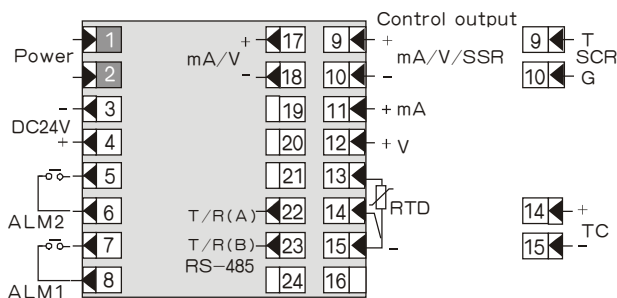 Control output
1 + 17 9 + 9 T
Power mA/V mA/V/SSR SCR
2 - 18 10 - 10 G
- 3 19 11 + mA
DC24V
+ 4 20 12 + V
5 21 13
RTD
6 T/R(A) 22 14 14 +
ALM2 TC
7 T/R(B) 23 15 - 15 -
RS-485
8 24 16
ALM1